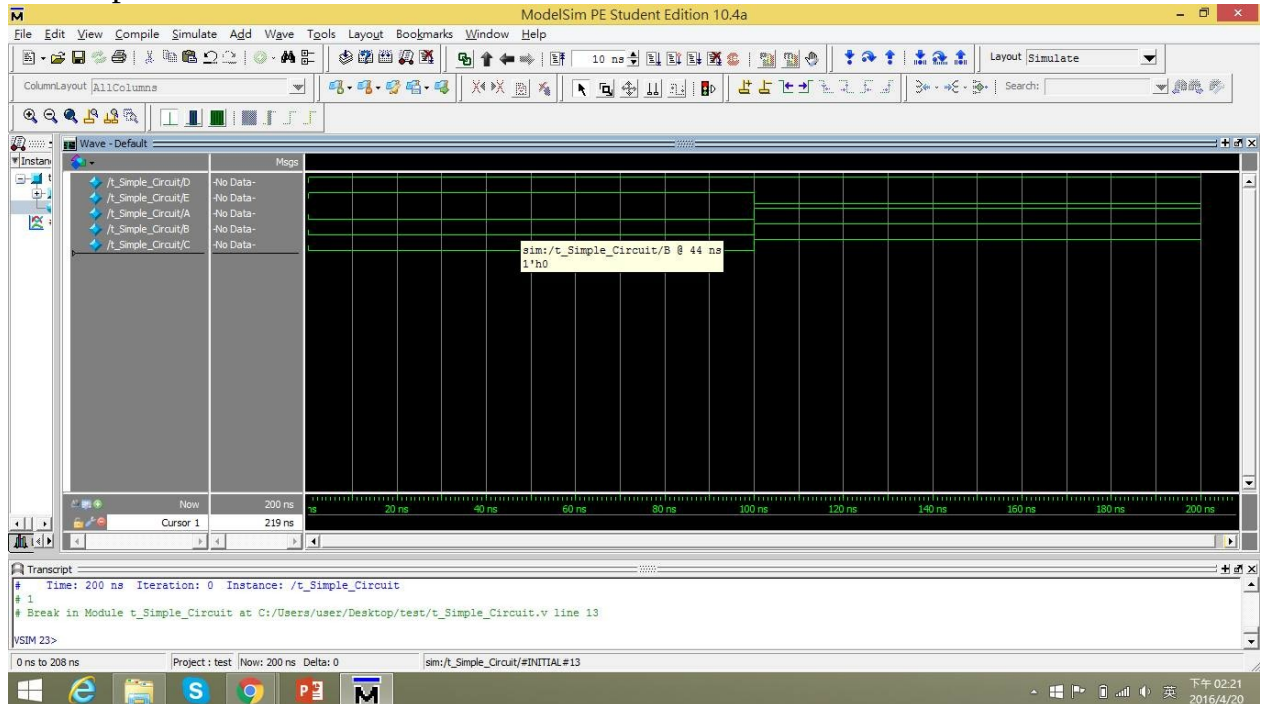 ModelSim PE Student Edition 10.4a
File Edit View Compile Simulate Add Wave Tools Layout Bookmarks Window Help
10 ns
Layout Simulate
ColumnLayout AllColumns
Search:
Wave - Default
Instan
Msgs
/t_Simple_Circuit/D -No Data-
/t_Simple_Circuit/E -No Data-
/t_Simple_Circuit/A -No Data-
/t_Simple_Circuit/B -No Data-
/t_Simple_Circuit/C -No Data-
sim:/t_Simple_Circuit/B @ 44 ns
1'h0
Now 200 ns
ns 20 ns 40 ns 60 ns 80 ns 100 ns 120 ns 140 ns 160 ns 180 ns 200 ns
Cursor 1 219 ns
Transcript
# Time: 200 ns Iteration: 0 Instance: /t_Simple_Circuit
# 1
# Break in Module t_Simple_Circuit at C:/Users/user/Desktop/test/t_Simple_Circuit.v line 13
VSIM 23>
0 ns to 208 ns Project : test Now: 200 ns Delta: 0 sim:/t_Simple_Circuit/#INITIAL#13
英 下午 02:21
2016/4/20